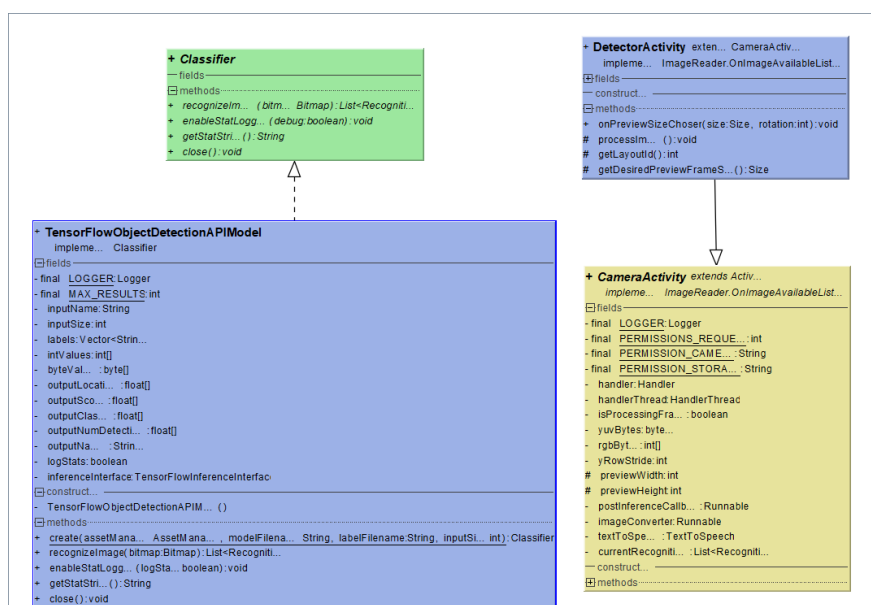 + Classifier
fields
methods
+ recognizeIm... (bitm... Bitmap):List<Recogniti...
+ enableStatLogg... (debug:boolean):void
+ getStatStri... ():String
+ close():void
+ TensorFlowObjectDetectionAPIModel
impleme... Classifier
fields
- final LOGGER:Logger
- final MAX_RESULTS:int
- inputName:String
- inputSize:int
- labels:Vector<Strin...
- intValues:int[]
- byteVal... :byte[]
- outputLocati... :float[]
- outputSco... :float[]
- outputClas... :float[]
- outputNumDetecti... :float[]
- outputNa... :Strin...
- logStats:boolean
- inferenceInterface:TensorFlowInferenceInterfac
construct...
- TensorFlowObjectDetectionAPIM... ()
methods
+ create(assetMana... AssetMana... , modelFilena... String, labelFilename:String, inputSi... int):Classifier
+ recognizeImage(bitmap:Bitmap):List<Recogniti...
+ enableStatLogg... (logSta... boolean):void
+ getStatStri...():String
+ close():void
+ DetectorActivity exten... CameraActiv...
impleme... ImageReader.OnImageAvailableList...
fields
construct...
methods
+ onPreviewSizeChoser(size:Size, rotation:int):void
# processIm... ():void
# getLayoutId():int
# getDesiredPreviewFrameS...():Size
+ CameraActivity extends Activ...
impleme... ImageReader.OnImageAvailableList...
fields
- final LOGGER:Logger
- final PERMISSIONS_REQUE... :int
- final PERMISSION_CAME... :String
- final PERMISSION_STORA... :String
- handler:Handler
- handlerThread:HandlerThread
- isProcessingFra... :boolean
- yuvBytes:byte...
- rgbByt... :int[]
- yRowStride:int
# previewWidth:int
# previewHeight:int
- postInferenceCallb... :Runnable
- imageConverter:Runnable
- textToSpe... :TextToSpeech
- currentRecogniti... :List<Recogniti...
construct...
methods